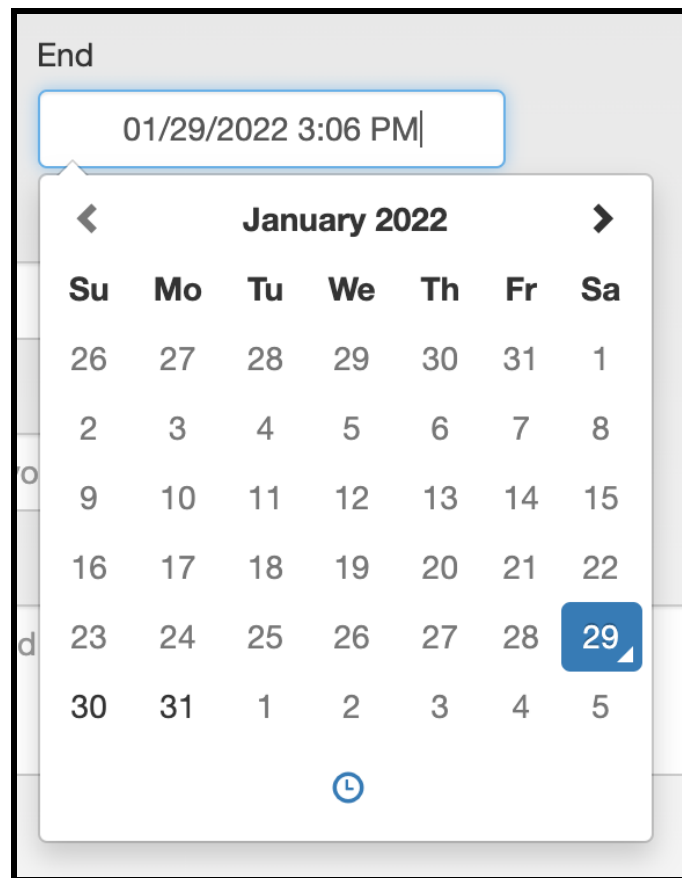 End
01/29/2022 3:06 PM
January 2022
Su Mo Tu We Th Fr Sa
26 27 28 29 30 31 1
2 3 4 5 6 7 8
9 10 11 12 13 14 15
16 17 18 19 20 21 22
23 24 25 26 27 28 29
30 31 1 2 3 4 5